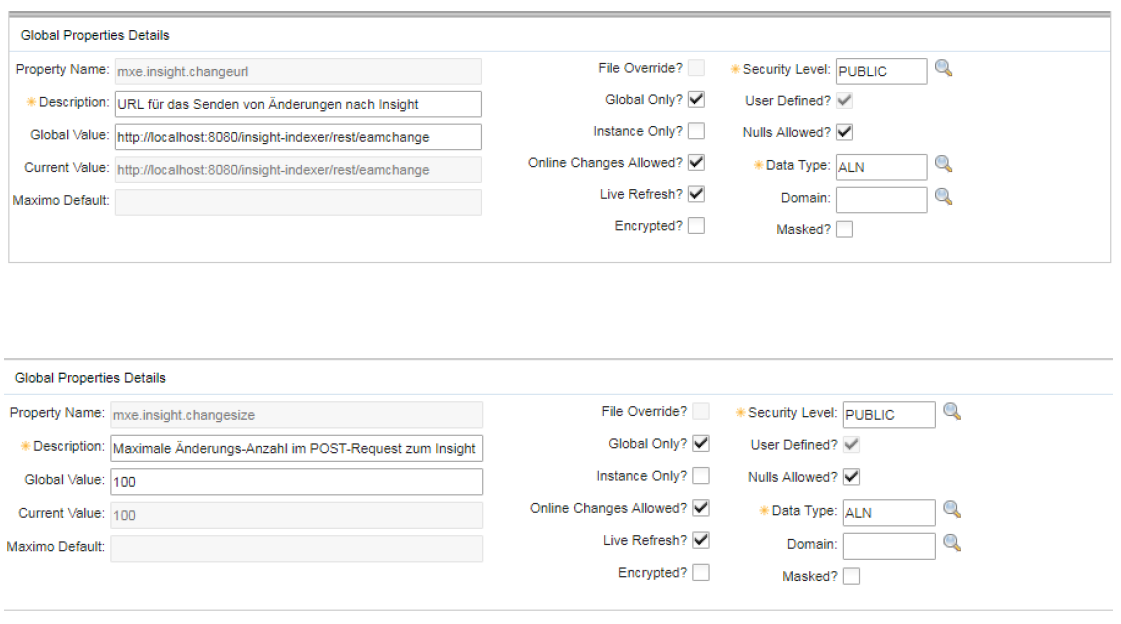 Global Properties Details
Property Name: mxe.insight.changeurl File Override? Security Level: PUBLIC
Description: URL für das Senden von Änderungen nach Insight Global Only? User Defined?
Global Value: http://localhost:8080/insight-indexer/rest/eamchange Instance Only? Nulls Allowed?
Current Value: http://localhost:8080/insight-indexer/rest/eamchange Online Changes Allowed? Data Type: ALN
Maximo Default: Live Refresh? Domain:
Encrypted? Masked?
Global Properties Details
Property Name: mxe.insight.changesize File Override? Security Level: PUBLIC
Description: Maximale Änderungs-Anzahl im POST-Request zum Insight Global Only? User Defined?
Global Value: 100 Instance Only? Nulls Allowed?
Current Value: 100 Online Changes Allowed? Data Type: ALN
Maximo Default: Live Refresh? Domain:
Encrypted? Masked?